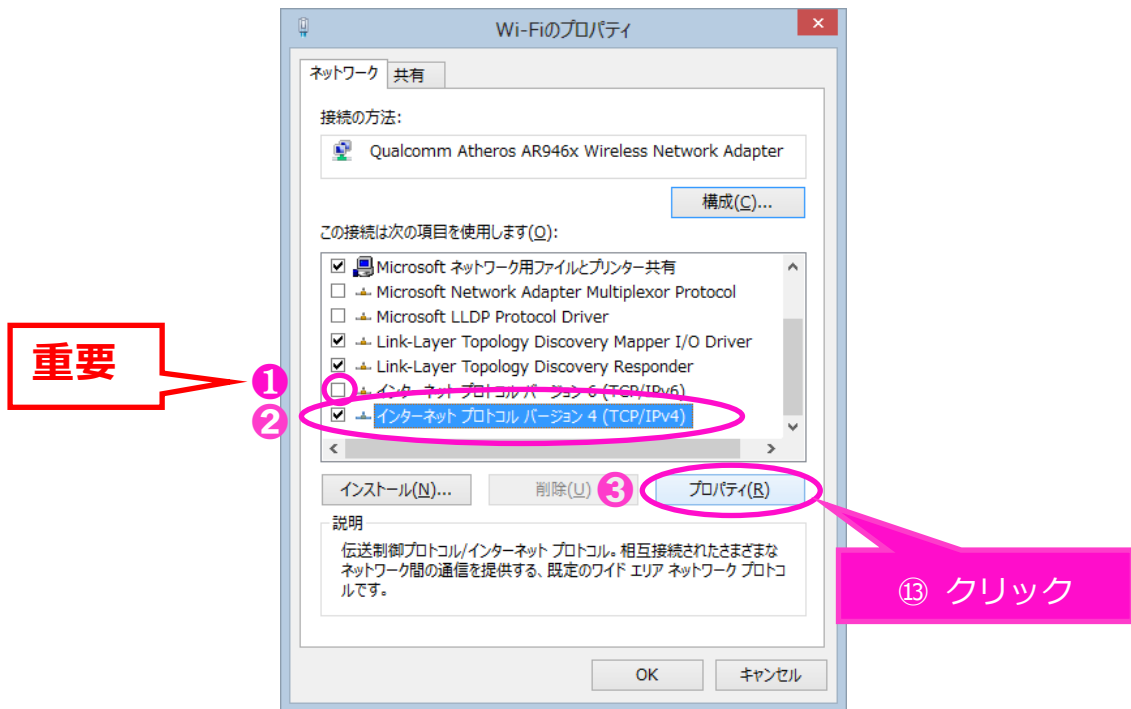 Wi-Fiのプロパティ
ネットワーク 共有
接続の方法:
Qualcomm Atheros AR946x Wireless Network Adapter
構成(C)...
この接続は次の項目を使用します(O):
Microsoft ネットワーク用ファイルとプリンター共有
Microsoft Network Adapter Multiplexor Protocol
Microsoft LLDP Protocol Driver
Link-Layer Topology Discovery Mapper I/O Driver
Link-Layer Topology Discovery Responder
重要
❶ インターネット プロトコル バージョン 6 (TCP/IPv6)
❷ インターネット プロトコル バージョン 4 (TCP/IPv4)
インストール(N)... 削除(U) ❸ プロパティ(R)
説明
伝送制御プロトコル/インターネット プロトコル。相互接続されたさまざまな
ネットワーク間の通信を提供する、既定のワイド エリア ネットワーク プロトコ
ルです。
⑬ クリック
OK キャンセル